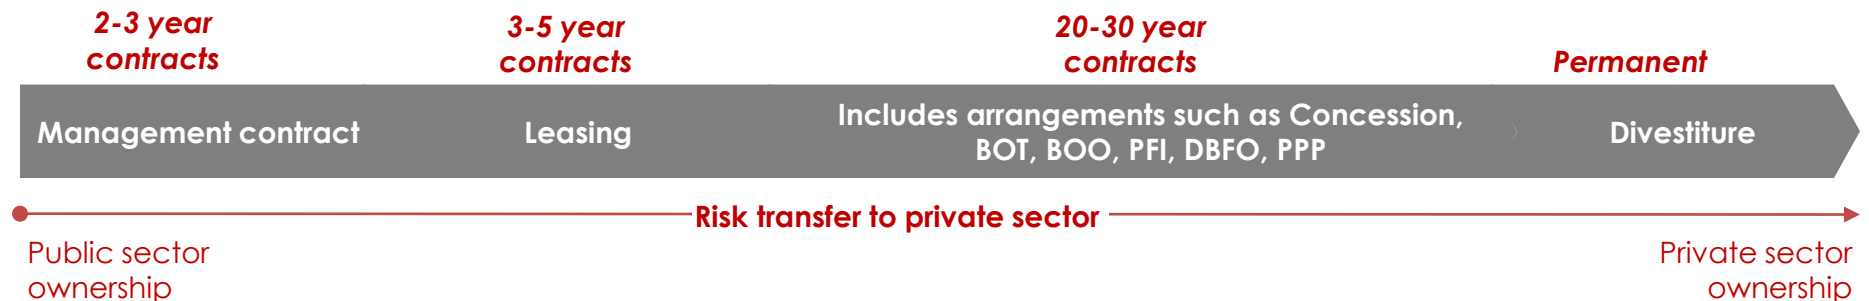 2-3 year
contracts
3-5 year
contracts
20-30 year
contracts
Permanent
Management contract
Leasing
Includes arrangements such as Concession,
BOT, BOO, PFI, DBFO, PPP
Divestiture
Risk transfer to private sector
Public sector
ownership
Private sector
ownership